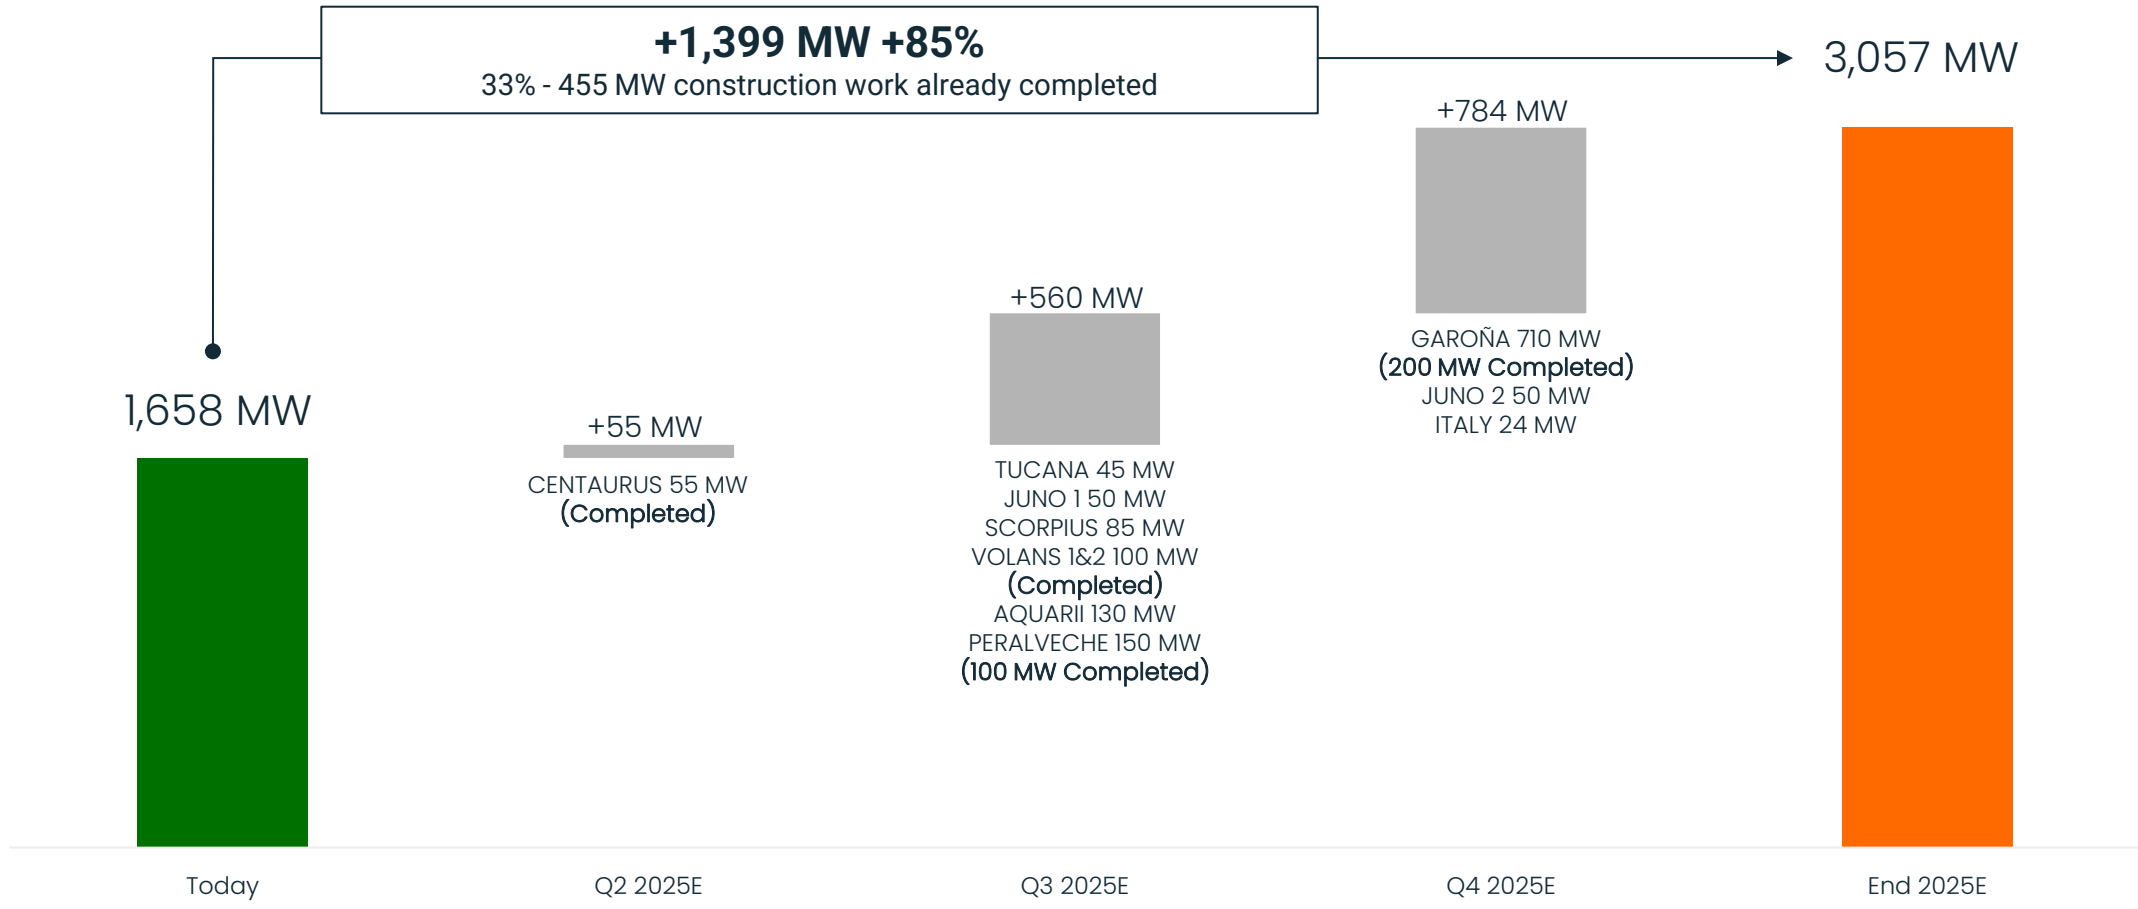 +1,399 MW +85%
33% - 455 MW construction work already completed
3,057 MW
+784 MW
GAROÑA 710 MW
(200 MW Completed)
JUNO 2 50 MW
ITALY 24 MW
+560 MW
TUCANA 45 MW
JUNO 1 50 MW
SCORPIUS 85 MW
VOLANS 1&2 100 MW
(Completed)
AQUARII 130 MW
PERALVECHE 150 MW
(100 MW Completed)
1,658 MW
+55 MW
CENTAURUS 55 MW
(Completed)
Today
Q2 2025E
Q3 2025E
Q4 2025E
End 2025E